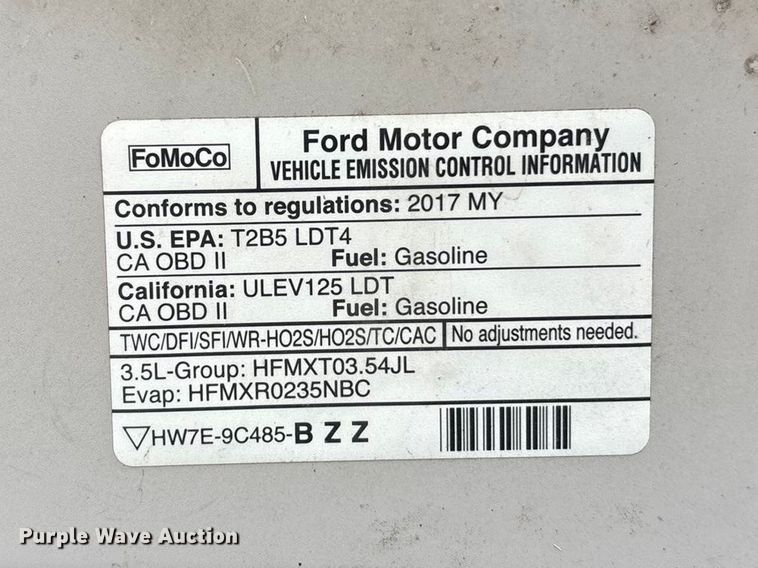 FoMoCo
Ford Motor Company
VEHICLE EMISSION CONTROL INFORMATION
Conforms to regulations: 2017 MY
U.S. EPA: T2B5 LDT4
CA OBD II Fuel: Gasoline
California: ULEV125 LDT
CA OBD II Fuel: Gasoline
TWC/DFI/SFI/WR-HO2S/HO2S/TC/CAC No adjustments needed.
3.5L-Group: HFMXT03.54JL
Evap: HFMXR0235NBC
HW7E-9C485-B Z Z
Purple Wave Auction